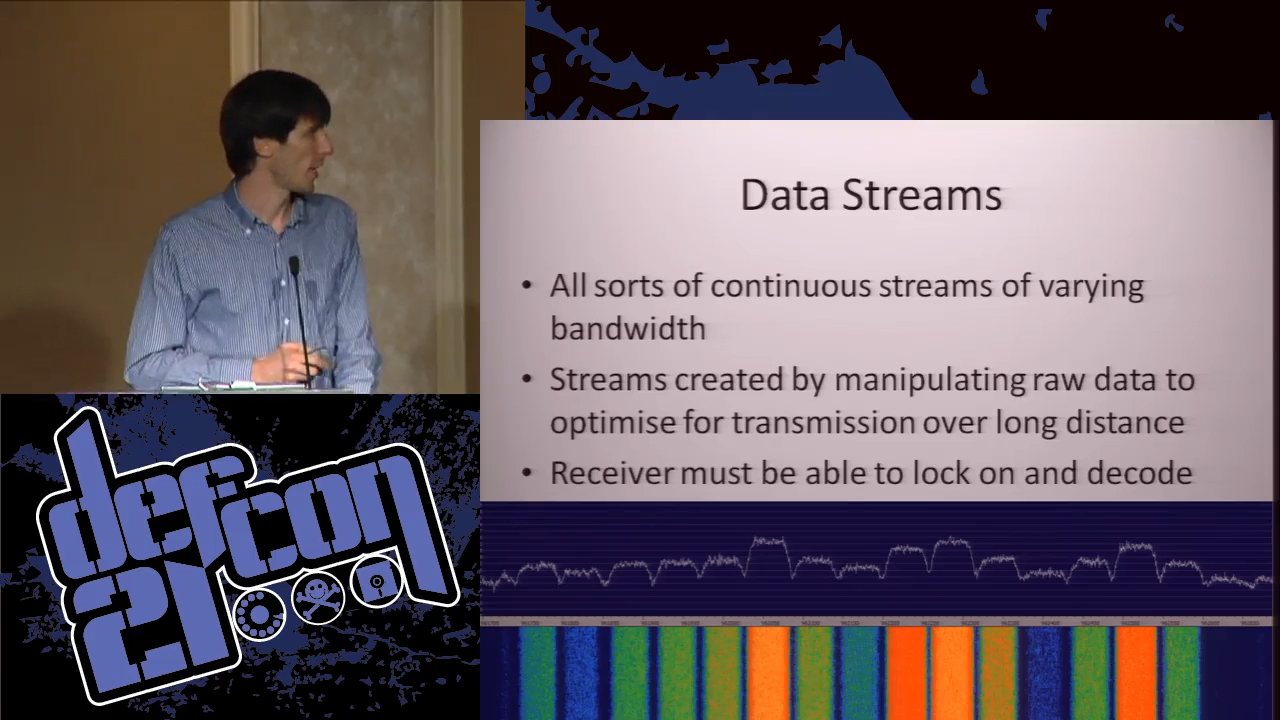 Data Streams
• All sorts of continuous streams of varying
bandwidth
• Streams created by manipulating raw data to
optimise for transmission over long distance
• Receiver must be able to lock on and decode
defcon
21